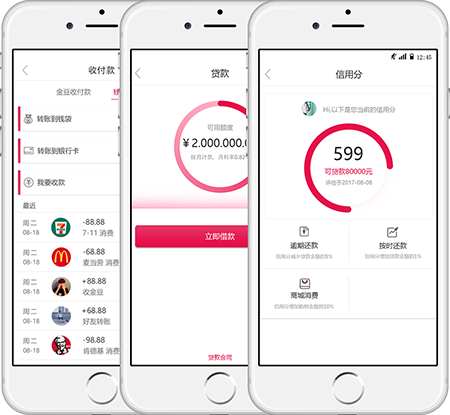 收付款
金豆收付款
转账到钱袋
转账到银行卡
我要收款
最近
周二
08-18
-88.88
7-11 消费
周二
08-18
-68.88
麦当劳 消费
周二
08-18
+88.88
收金豆
周二
08-18
+68.88
好友转账
周二
08-18
-98.88
肯德基 消费
贷款
可用额度
¥2.000.000.0
按月计息，月利率0.82
立即借款
贷款合同
12:45
信用分
Hi,以下是您当前的信用分
599
可贷款80000元
评估于2017-08-08
逾期还款
信用分减少贷款金额的5%
按时还款
信用分增加贷款金额的1%
商城消费
信用分增加购物金额的10%